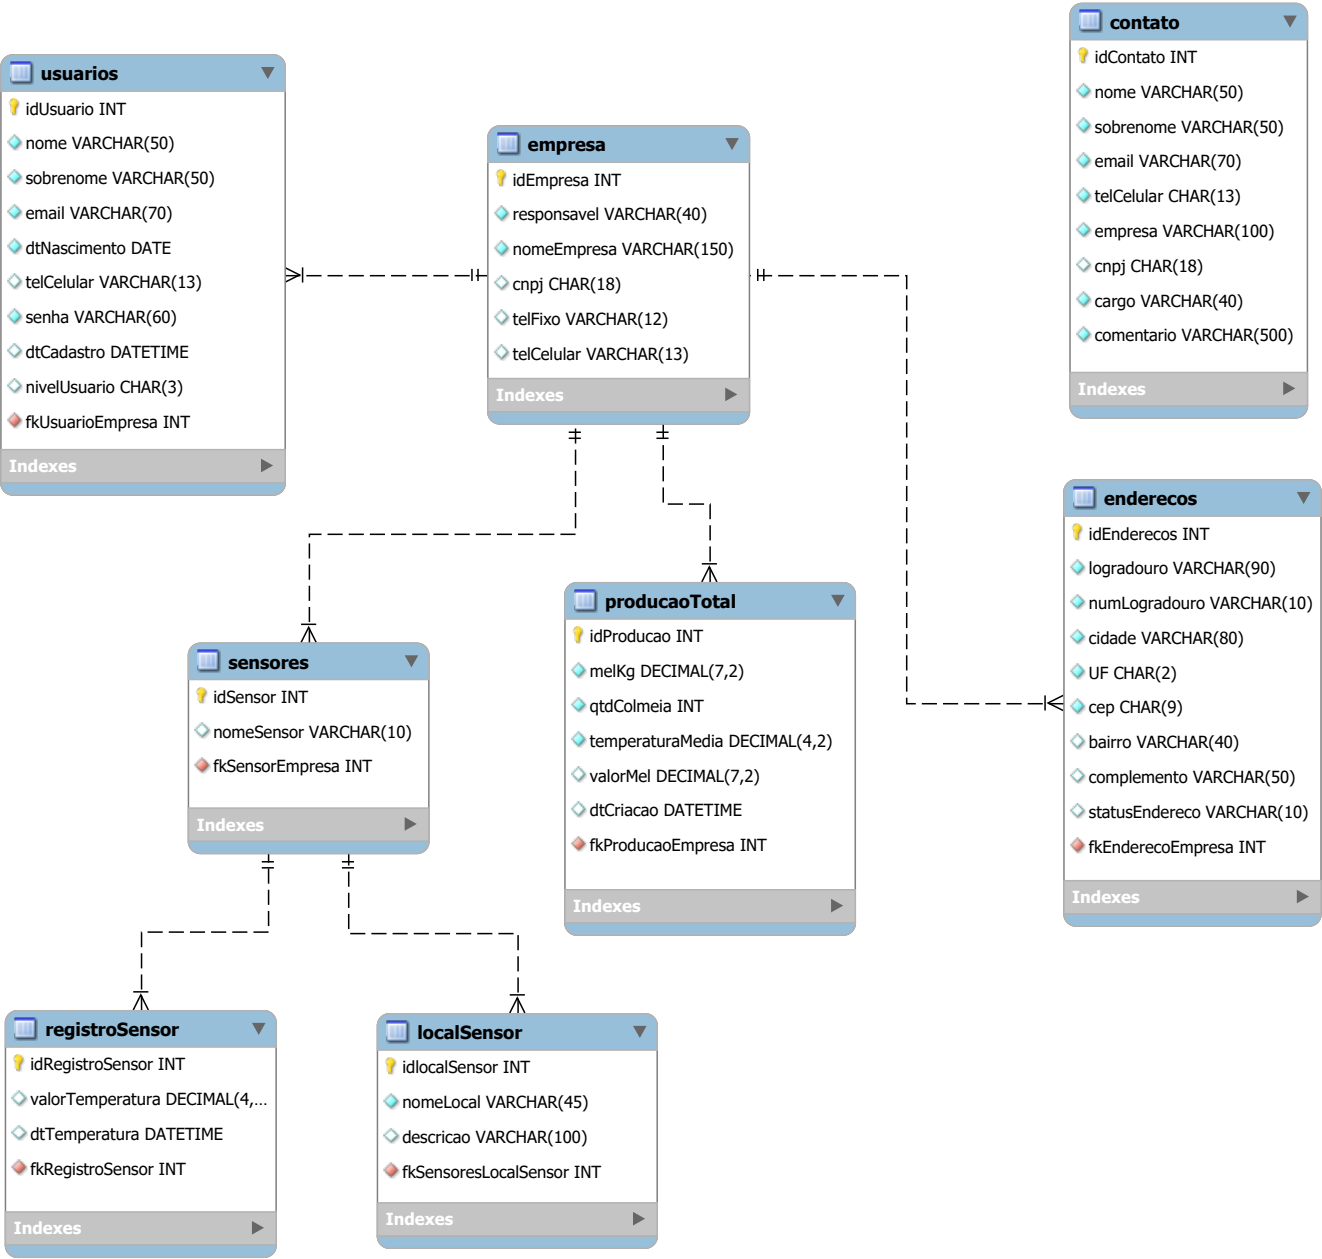 usuarios
idUsuario INT
nome VARCHAR(50)
sobrenome VARCHAR(50)
email VARCHAR(70)
dtNascimento DATE
telCelular VARCHAR(13)
senha VARCHAR(60)
dtCadastro DATETIME
nivelUsuario CHAR(3)
fkUsuarioEmpresa INT
Indexes
empresa
idEmpresa INT
responsavel VARCHAR(40)
nomeEmpresa VARCHAR(150)
cnpj CHAR(18)
telFixo VARCHAR(12)
telCelular VARCHAR(13)
Indexes
contato
idContato INT
nome VARCHAR(50)
sobrenome VARCHAR(50)
email VARCHAR(70)
telCelular CHAR(13)
empresa VARCHAR(100)
cnpj CHAR(18)
cargo VARCHAR(40)
comentario VARCHAR(500)
Indexes
sensores
idSensor INT
nomeSensor VARCHAR(10)
fkSensorEmpresa INT
Indexes
producaoTotal
idProducao INT
melKg DECIMAL(7,2)
qtdColmeia INT
temperaturaMedia DECIMAL(4,2)
valorMel DECIMAL(7,2)
dtCriacao DATETIME
fkProducaoEmpresa INT
Indexes
enderecos
idEnderecos INT
logradouro VARCHAR(90)
numLogradouro VARCHAR(10)
cidade VARCHAR(80)
UF CHAR(2)
cep CHAR(9)
bairro VARCHAR(40)
complemento VARCHAR(50)
statusEndereco VARCHAR(10)
fkEnderecoEmpresa INT
Indexes
registroSensor
idRegistroSensor INT
valorTemperatura DECIMAL(4,...
dtTemperatura DATETIME
fkRegistroSensor INT
Indexes
localSensor
idlocalSensor INT
nomeLocal VARCHAR(45)
descricao VARCHAR(100)
fkSensoresLocalSensor INT
Indexes